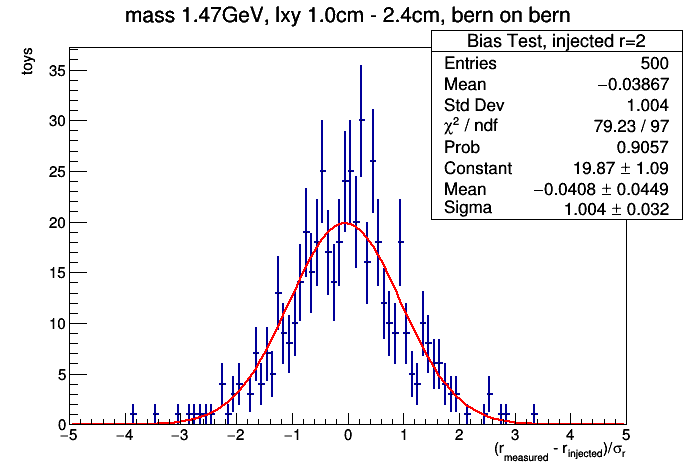 mass 1.47GeV, lxy 1.0cm - 2.4cm, bern on bern
toys
Bias Test, injected r=2
Entries 500
Mean −0.03867
Std Dev 1.004
χ² / ndf 79.23 / 97
Prob 0.9057
Constant 19.87 ± 1.09
Mean −0.0408 ± 0.0449
Sigma 1.004 ± 0.032
35
30
25
20
15
10
5
0
−5 −4 −3 −2 −1 0 1 2 3 4 5
(r_measured - r_injected)/σ_r